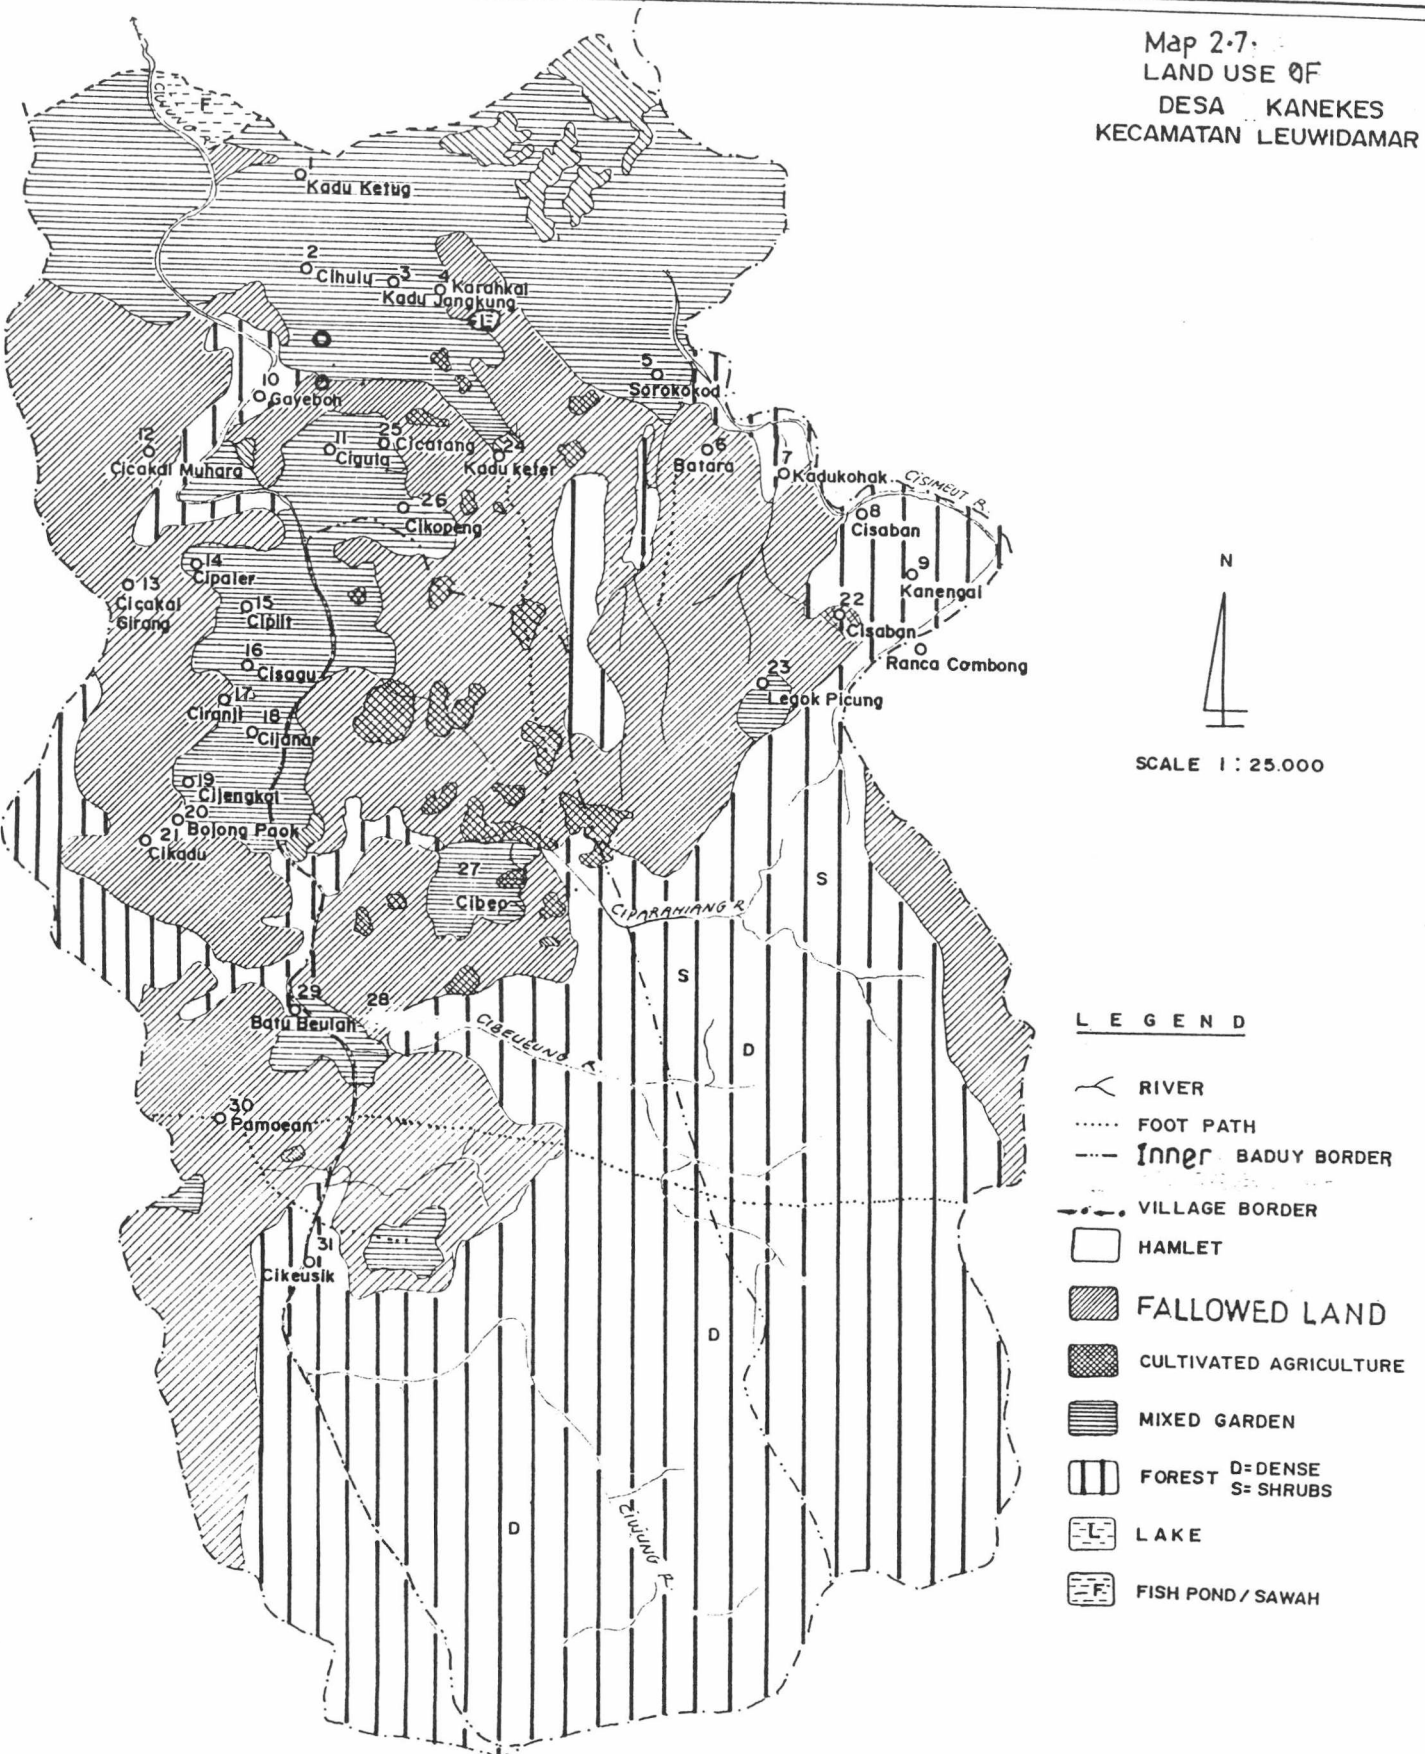 Map 2.7.
LAND USE OF
DESA KANEKES
KECAMATAN LEUWIDAMAR
CIUJUNG R.
F
1
Kadu Ketug
2
Cihulu
3
Kadu Jangkung
4
Karahkal
L
5
Sorokokod
10
Gayeboh
12
Cicakal Muhara
11
Cigula
25
Cicatang
24
Kadu keter
6
Batara
7
Kadukohak
CISIMEUT R.
8
Cisaban
26
Cikopeng
9
Kanengai
14
Cipaler
13
Cicakal
Girang
15
Cipiit
22
Cisaban
16
Cisagu
Ranca Combong
23
Legok Picung
17
Ciranji
18
Cijanar
19
Cijengkol
20
Bojong Paok
21
Cikadu
27
Cibeo
S
CIPARAHIANG R
S
29
Batu Beulah
28
CIBEUEUNG R
D
30
Pamoean
31
Cikeusik
D
D
CIUJUNG R.
N
SCALE 1 : 25.000
LEGEND
RIVER
FOOT PATH
Inner BADUY BORDER
VILLAGE BORDER
HAMLET
FALLOWED LAND
CULTIVATED AGRICULTURE
MIXED GARDEN
FOREST D=DENSE
S= SHRUBS
L LAKE
F FISH POND / SAWAH